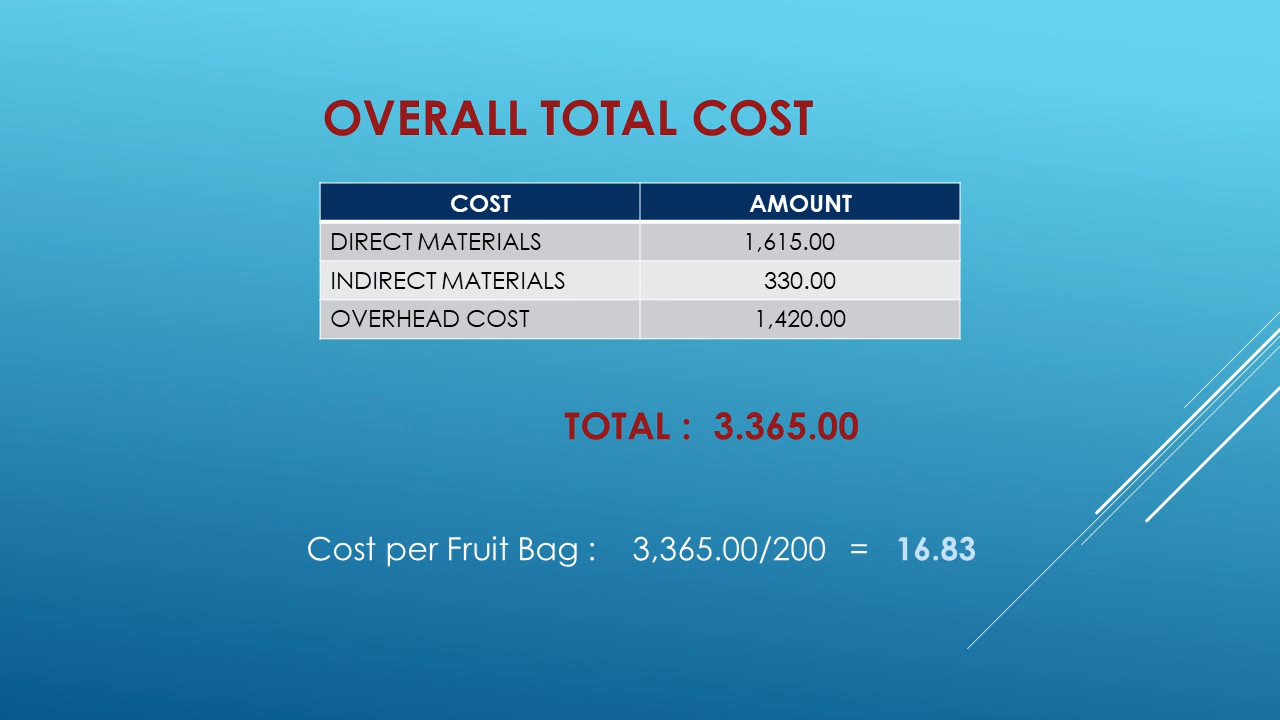 OVERALL TOTAL COST
COST AMOUNT
DIRECT MATERIALS 1,615.00
INDIRECT MATERIALS 330.00
OVERHEAD COST 1,420.00
TOTAL : 3.365.00
Cost per Fruit Bag : 3,365.00/200 = 16.83